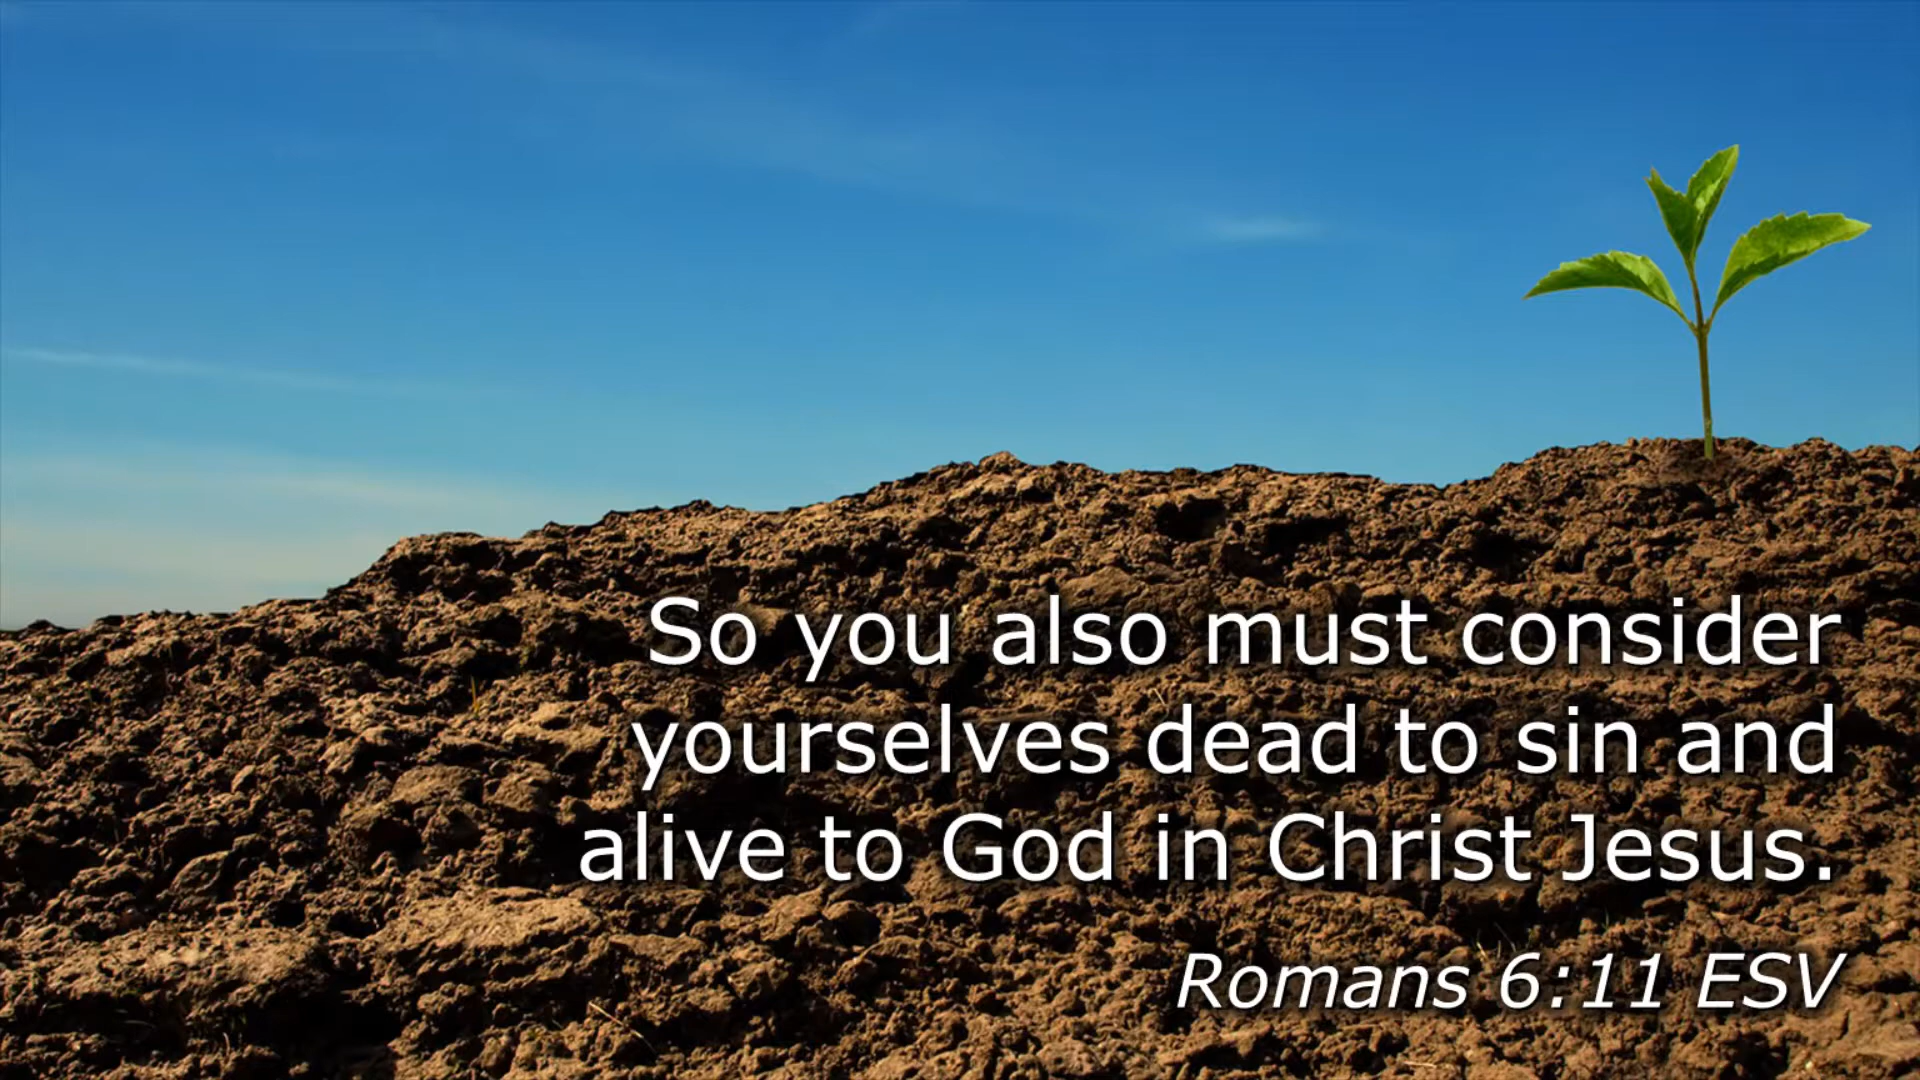 So you also must consider
yourselves dead to sin and
alive to God in Christ Jesus.
Romans 6:11 ESV